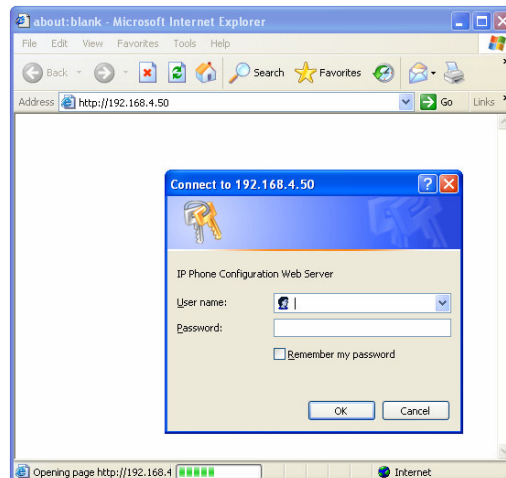 about:blank - Microsoft Internet Explorer
File Edit View Favorites Tools Help
Back Search Favorites
Address http://192.168.4.50 Go Links
Connect to 192.168.4.50
IP Phone Configuration Web Server
User name:
Password:
Remember my password
OK Cancel
Opening page http://192.168.4 Internet